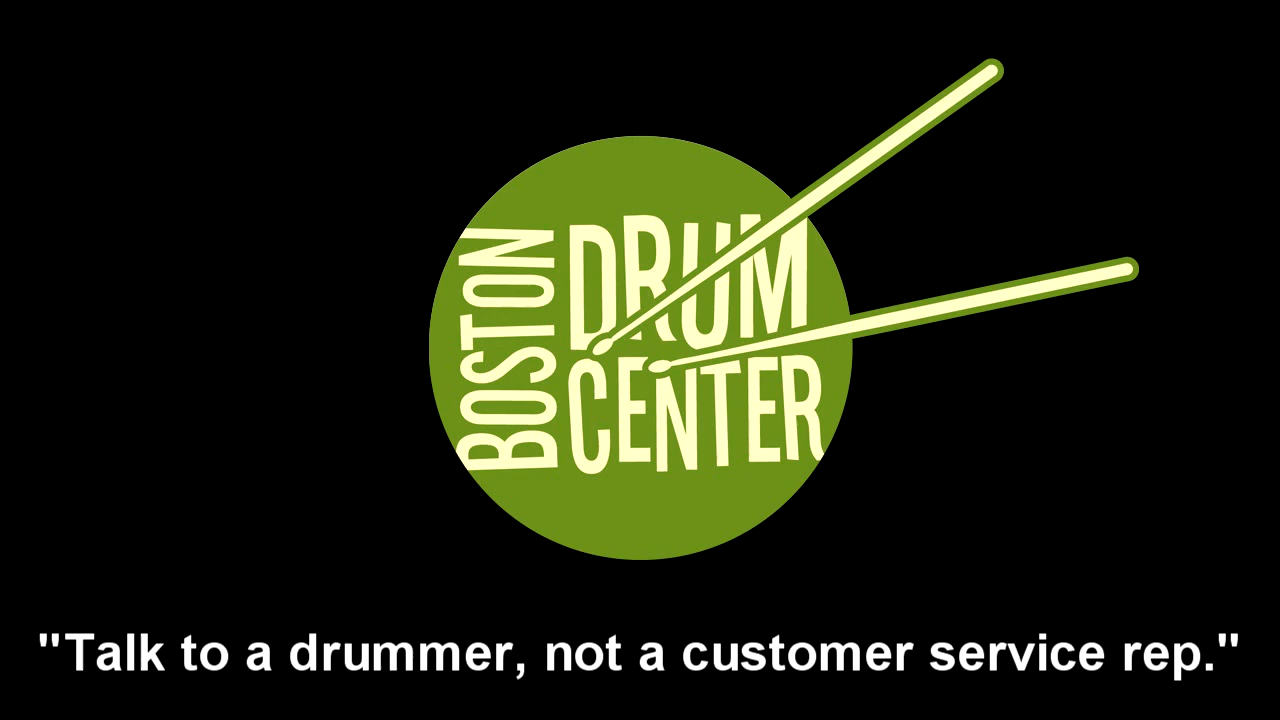 BOSTON
DRUM
CENTER
"Talk to a drummer, not a customer service rep."